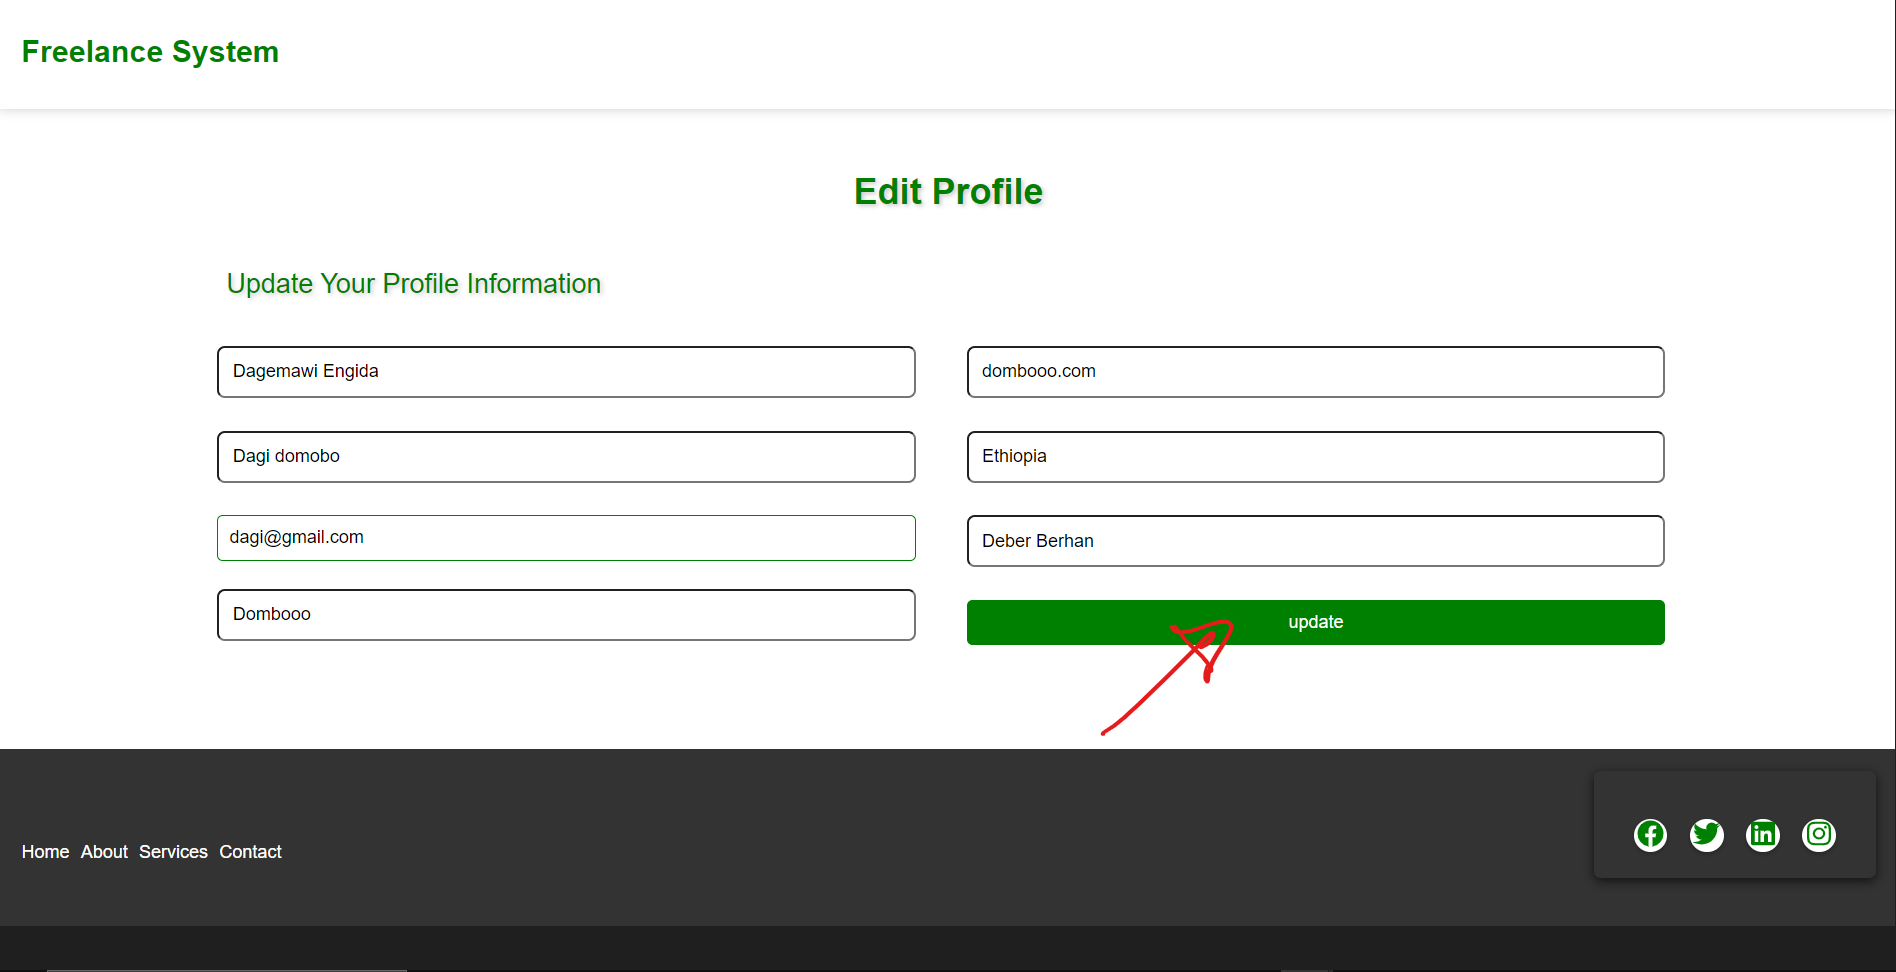 Freelance System
Edit Profile
Update Your Profile Information
Dagemawi Engida
dombooo.com
Dagi domobo
Ethiopia
dagi@gmail.com
Deber Berhan
Dombooo
update
Home About Services Contact